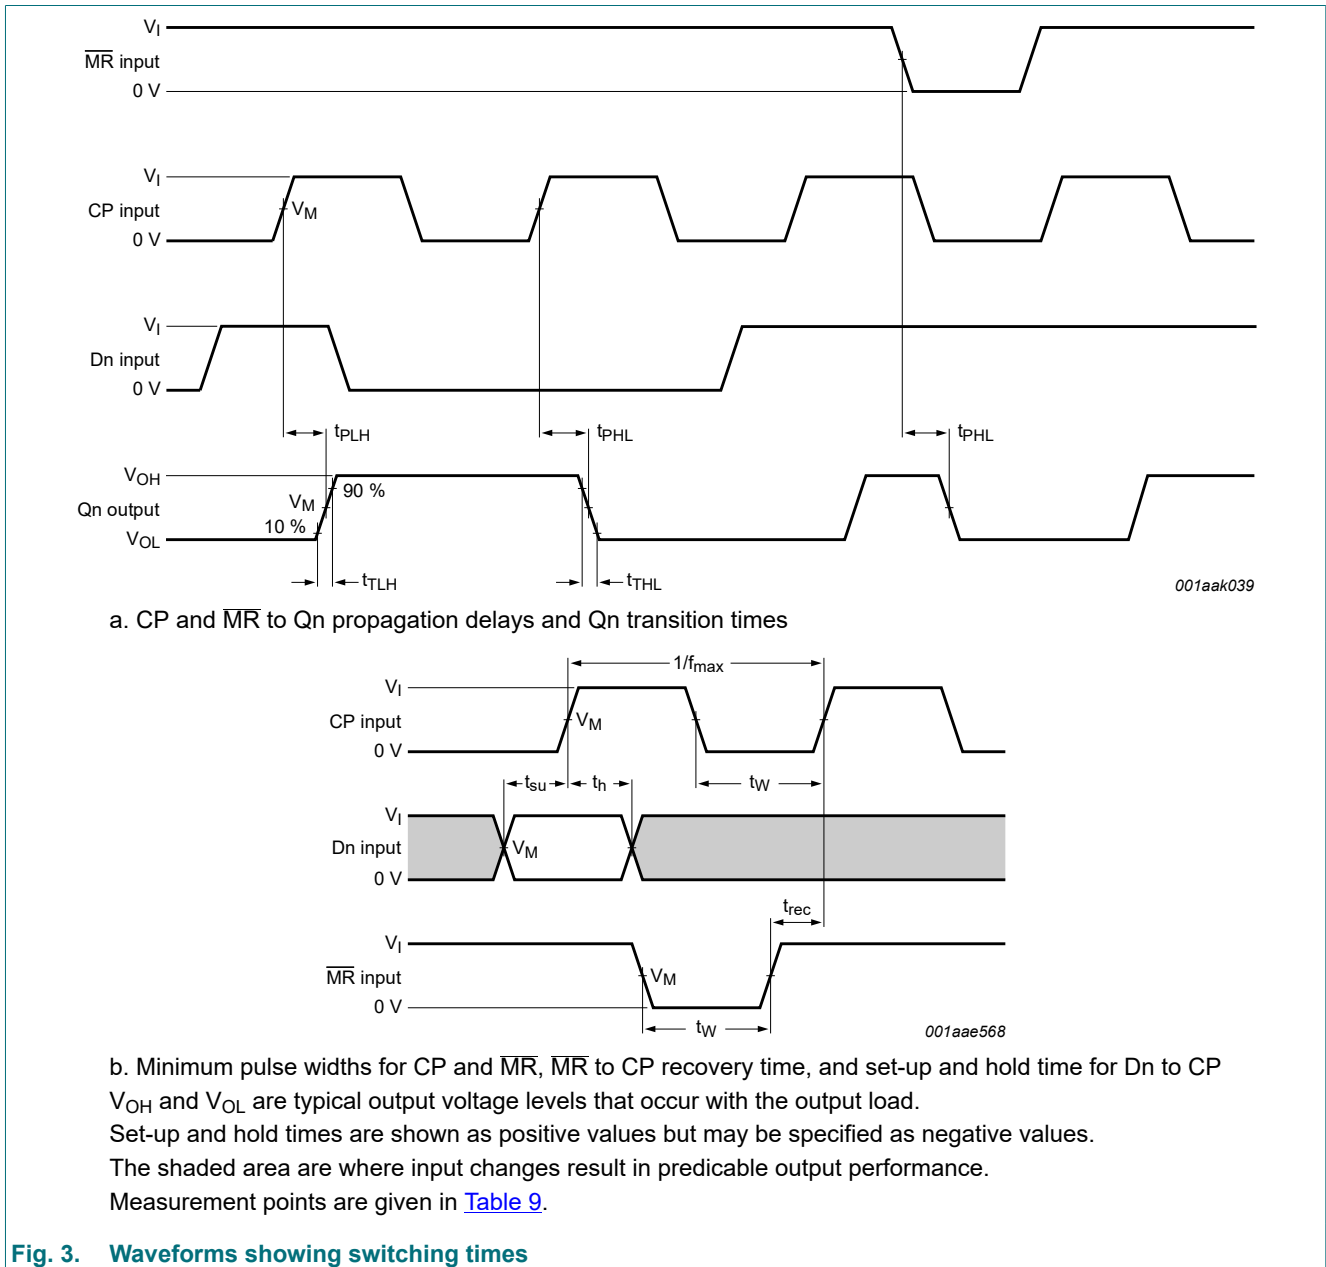 VI
MR input
0 V
VI
CP input
VM
0 V
VI
Dn input
0 V
tPLH
tPHL
tPHL
VOH
90 %
VM
Qn output
10 %
VOL
tTLH
tTHL
001aak039
a. CP and MR to Qn propagation delays and Qn transition times
1/fmax
VI
CP input
VM
0 V
tsu
th
tW
VI
Dn input
VM
0 V
trec
VI
MR input
VM
0 V
tW
001aae568
b. Minimum pulse widths for CP and MR, MR to CP recovery time, and set-up and hold time for Dn to CP
VOH and VOL are typical output voltage levels that occur with the output load.
Set-up and hold times are shown as positive values but may be specified as negative values.
The shaded area are where input changes result in predicable output performance.
Measurement points are given in Table 9.
Fig. 3. Waveforms showing switching times